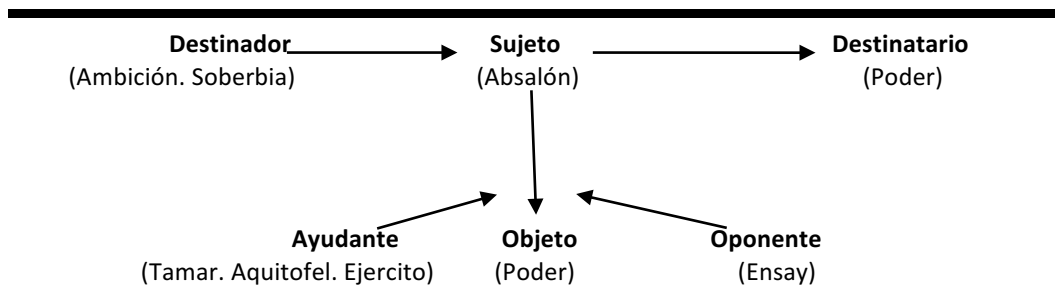 Destinador Sujeto Destinatario
(Ambición. Soberbia) (Absalón) (Poder)
Ayudante Objeto Oponente
(Tamar. Aquitofel. Ejercito) (Poder) (Ensay)